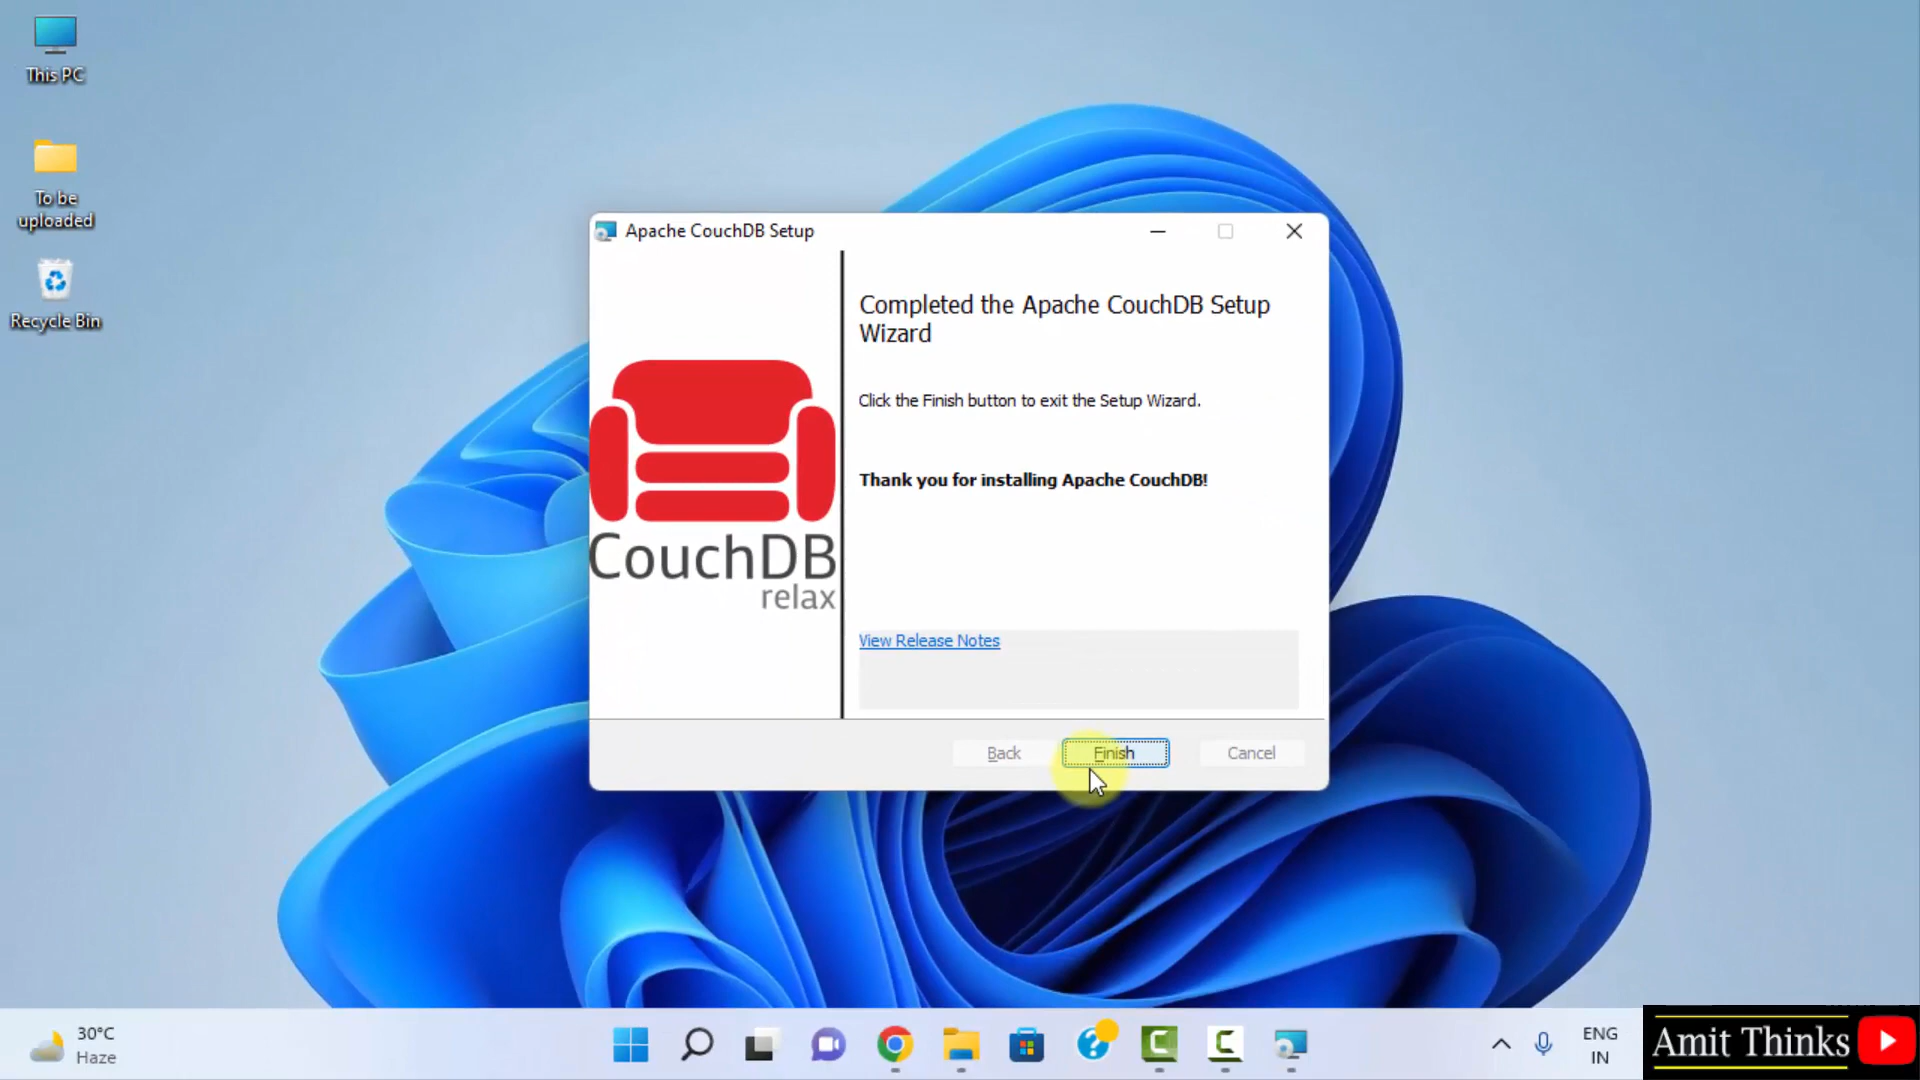 This PC
To be
uploaded
Recycle Bin
Apache CouchDB Setup
Completed the Apache CouchDB Setup
Wizard
Click the Finish button to exit the Setup Wizard.
Thank you for installing Apache CouchDB!
CouchDB
relax
View Release Notes
Back
Finish
Cancel
30°C
Haze
ENG
IN
Amit Thinks